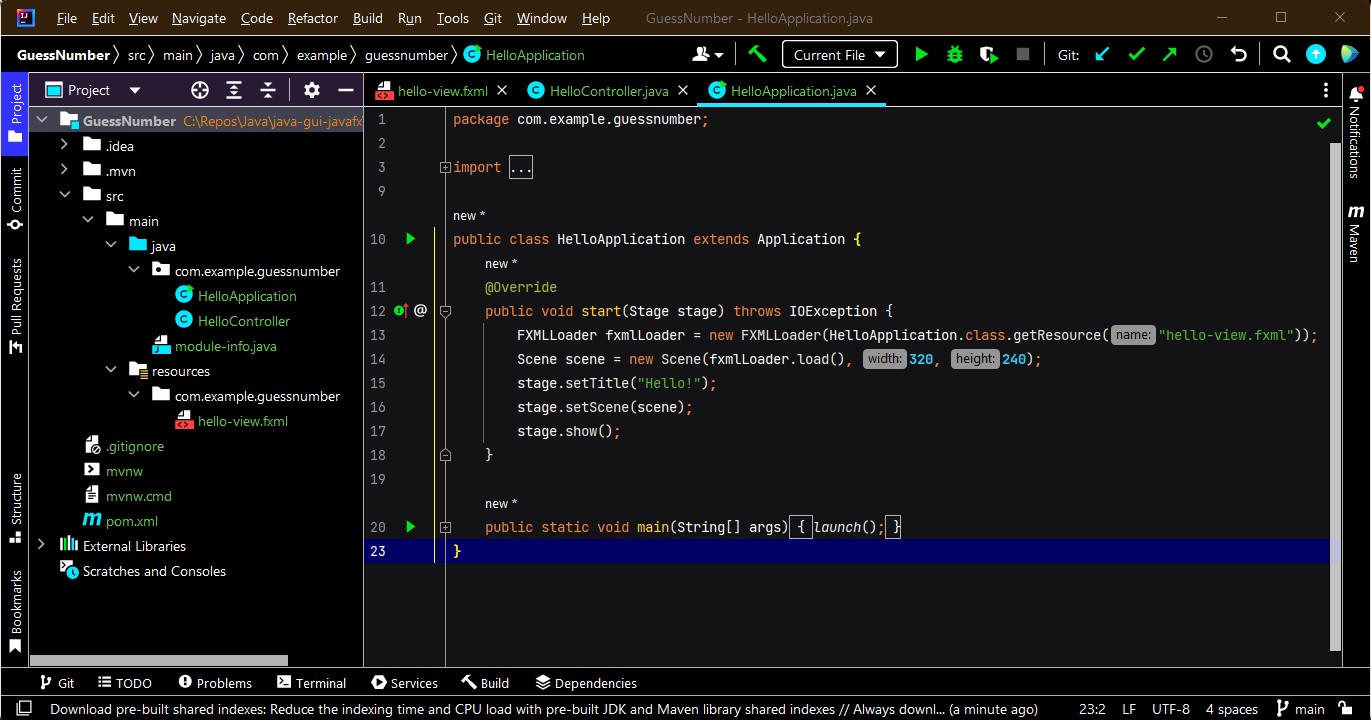 File Edit View Navigate Code Refactor Build Run Tools Git Window Help GuessNumber - HelloApplication.java
GuessNumber src main java com example guessnumber HelloApplication Current File Git:
Project hello-view.fxml HelloController.java HelloApplication.java
Project
Commit
Pull Requests
Structure
Bookmarks
GuessNumber C:\Repos\Java\java-gui-javafx
.idea
.mvn
src
main
java
com.example.guessnumber
HelloApplication
HelloController
module-info.java
resources
com.example.guessnumber
hello-view.fxml
.gitignore
mvnw
mvnw.cmd
pom.xml
External Libraries
Scratches and Consoles
1 package com.example.guessnumber;
2
3 import ...
9
new *
10 public class HelloApplication extends Application {
new *
11 @Override
12 @ public void start(Stage stage) throws IOException {
13 FXMLLoader fxmlLoader = new FXMLLoader(HelloApplication.class.getResource( name: "hello-view.fxml"));
14 Scene scene = new Scene(fxmlLoader.load(), width: 320, height: 240);
15 stage.setTitle("Hello!");
16 stage.setScene(scene);
17 stage.show();
18 }
19
new *
20 public static void main(String[] args) { launch(); }
23 }
Notifications
m Maven
Git TODO Problems Terminal Services Build Dependencies
Download pre-built shared indexes: Reduce the indexing time and CPU load with pre-built JDK and Maven library shared indexes // Always downl... (a minute ago) 23:2 LF UTF-8 4 spaces main